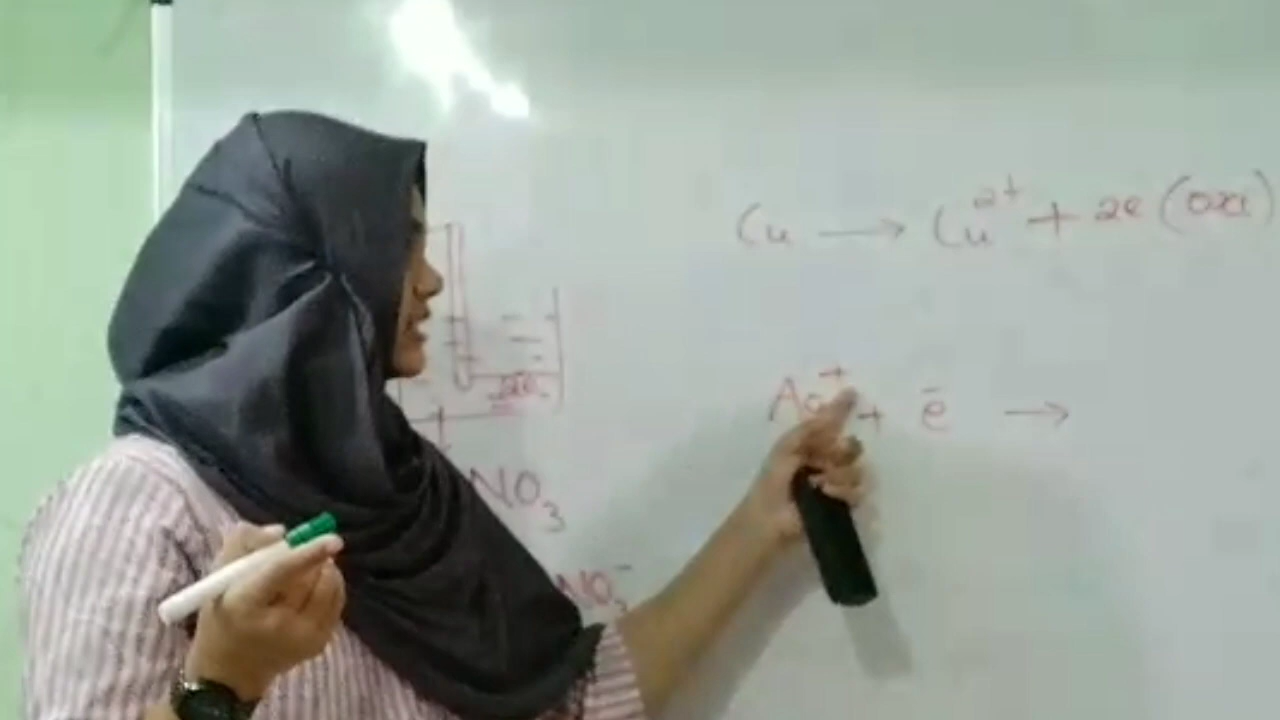 Cu → Cu²⁺ + 2e (oxi)
Ag⁺ + e⁻ →
NO₃
NO₃⁻